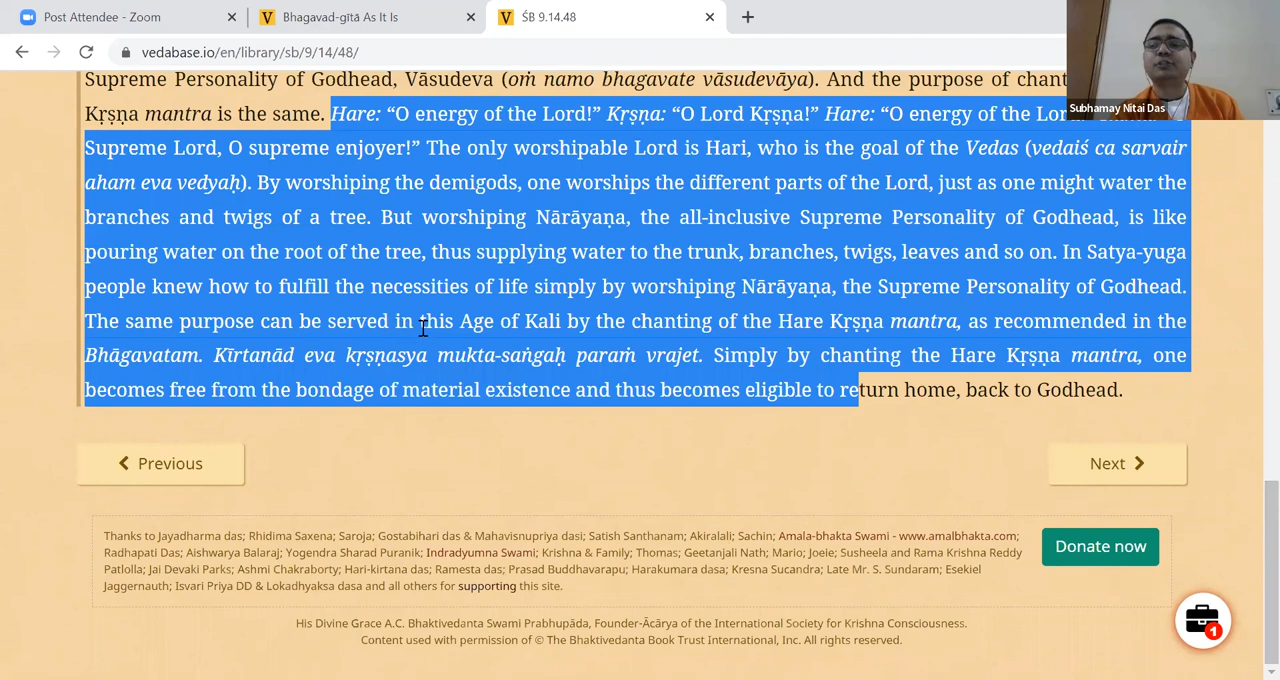 Post Attendee - Zoom
Bhagavad-gītā As It Is
ŚB 9.14.48
vedabase.io/en/library/sb/9/14/48/
Subhamay Nitai Das
Supreme Personality of Godhead, Vāsudeva (oṁ namo bhagavate vāsudevāya). And the purpose of chant
Kṛṣṇa mantra is the same. Hare: “O energy of the Lord!” Kṛṣṇa: “O Lord Kṛṣṇa!” Hare: “O energy of the Lor
Supreme Lord, O supreme enjoyer!” The only worshipable Lord is Hari, who is the goal of the Vedas (vedaiś ca sarvair
aham eva vedyaḥ). By worshiping the demigods, one worships the different parts of the Lord, just as one might water the
branches and twigs of a tree. But worshiping Nārāyaṇa, the all-inclusive Supreme Personality of Godhead, is like
pouring water on the root of the tree, thus supplying water to the trunk, branches, twigs, leaves and so on. In Satya-yuga
people knew how to fulfill the necessities of life simply by worshiping Nārāyaṇa, the Supreme Personality of Godhead.
The same purpose can be served in this Age of Kali by the chanting of the Hare Kṛṣṇa mantra, as recommended in the
Bhāgavatam. Kīrtanād eva kṛṣṇasya mukta-saṅgaḥ paraṁ vrajet. Simply by chanting the Hare Kṛṣṇa mantra, one
becomes free from the bondage of material existence and thus becomes eligible to return home, back to Godhead.
Previous
Next
Thanks to Jayadharma das; Rhidima Saxena; Saroja; Gostabihari das & Mahavisnupriya dasi; Satish Santhanam; Akiralali; Sachin; Amala-bhakta Swami - www.amalbhakta.com;
Radhapati Das; Aishwarya Balaraj; Yogendra Sharad Puranik; Indradyumna Swami; Krishna & Family; Thomas; Geetanjali Nath; Mario; Joeie; Susheela and Rama Krishna Reddy
Patlolla; Jai Devaki Parks; Ashmi Chakraborty; Hari-kirtana das; Ramesta das; Prasad Buddhavarapu; Harakumara dasa; Kresna Sucandra; Late Mr. S. Sundaram; Esekiel
Jaggernauth; Isvari Priya DD & Lokadhyaksa dasa and all others for supporting this site.
Donate now
His Divine Grace A.C. Bhaktivedanta Swami Prabhupāda, Founder-Ācārya of the International Society for Krishna Consciousness.
Content used with permission of © The Bhaktivedanta Book Trust International, Inc. All rights reserved.
1